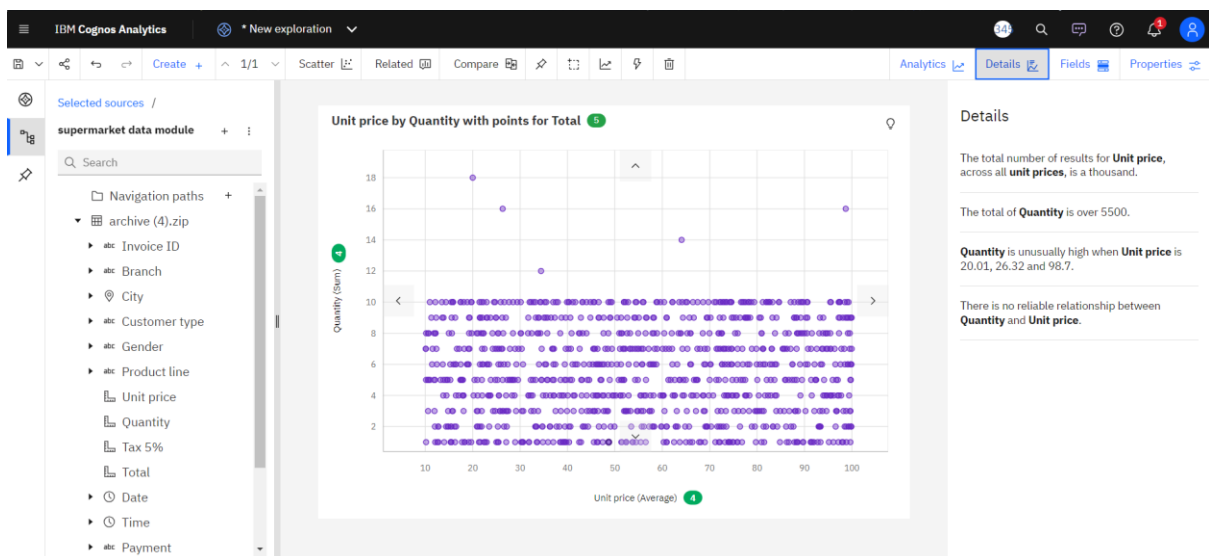 IBM Cognos Analytics
* New exploration
1
Create +
1/1
Scatter
Related
Compare
Analytics
Details
Fields
Properties
Selected sources /
supermarket data module
Search
Navigation paths
archive (4).zip
abc Invoice ID
abc Branch
City
abc Customer type
abc Gender
abc Product line
Unit price
Quantity
Tax 5%
Total
Date
Time
abc Payment
Unit price by Quantity with points for Total 5
18
16
14
12
10
8
6
4
2
Quantity (Sum) 4
10 20 30 40 50 60 70 80 90 100
Unit price (Average) 4
Details
The total number of results for Unit price,
across all unit prices, is a thousand.
The total of Quantity is over 5500.
Quantity is unusually high when Unit price is
20.01, 26.32 and 98.7.
There is no reliable relationship between
Quantity and Unit price.